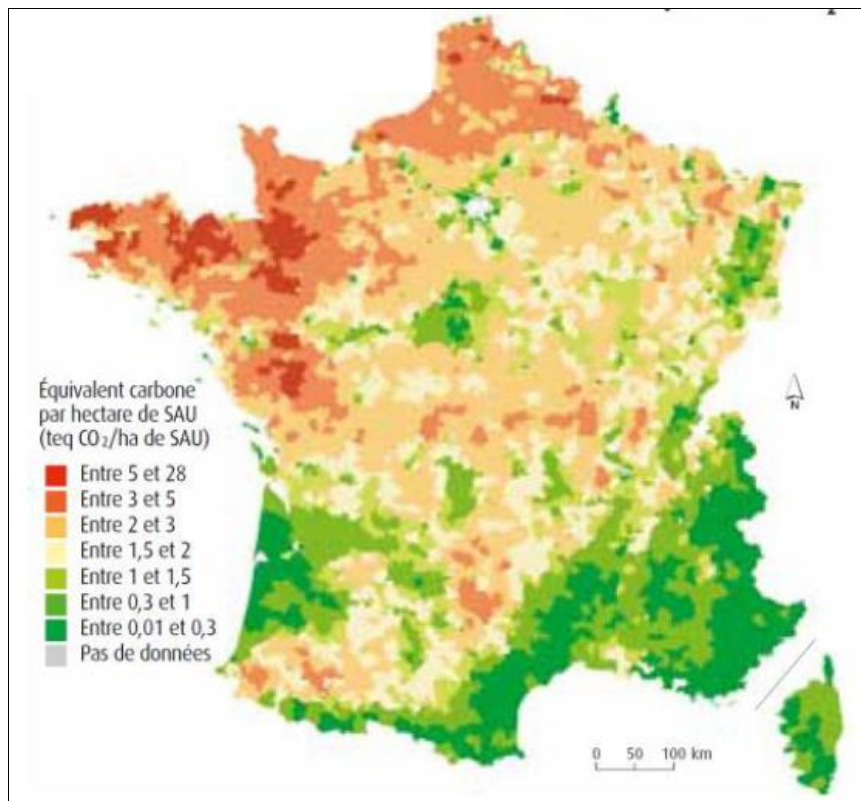 Équivalent carbone
par hectare de SAU
(teq CO₂/ha de SAU)
Entre 5 et 28
Entre 3 et 5
Entre 2 et 3
Entre 1,5 et 2
Entre 1 et 1,5
Entre 0,3 et 1
Entre 0,01 et 0,3
Pas de données
N
0 50 100 km